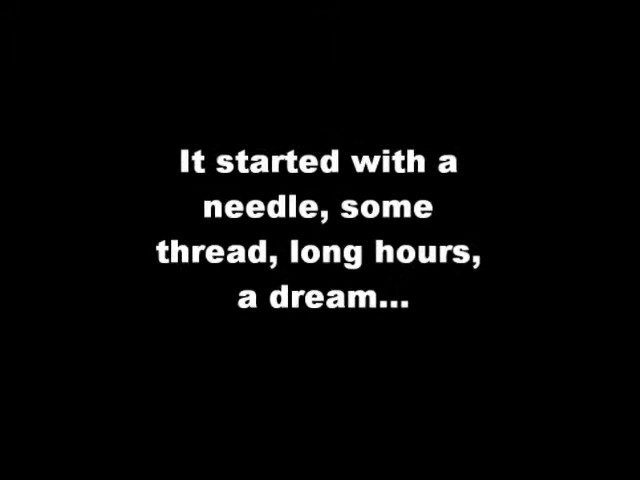 It started with a
needle, some
thread, long hours,
a dream...